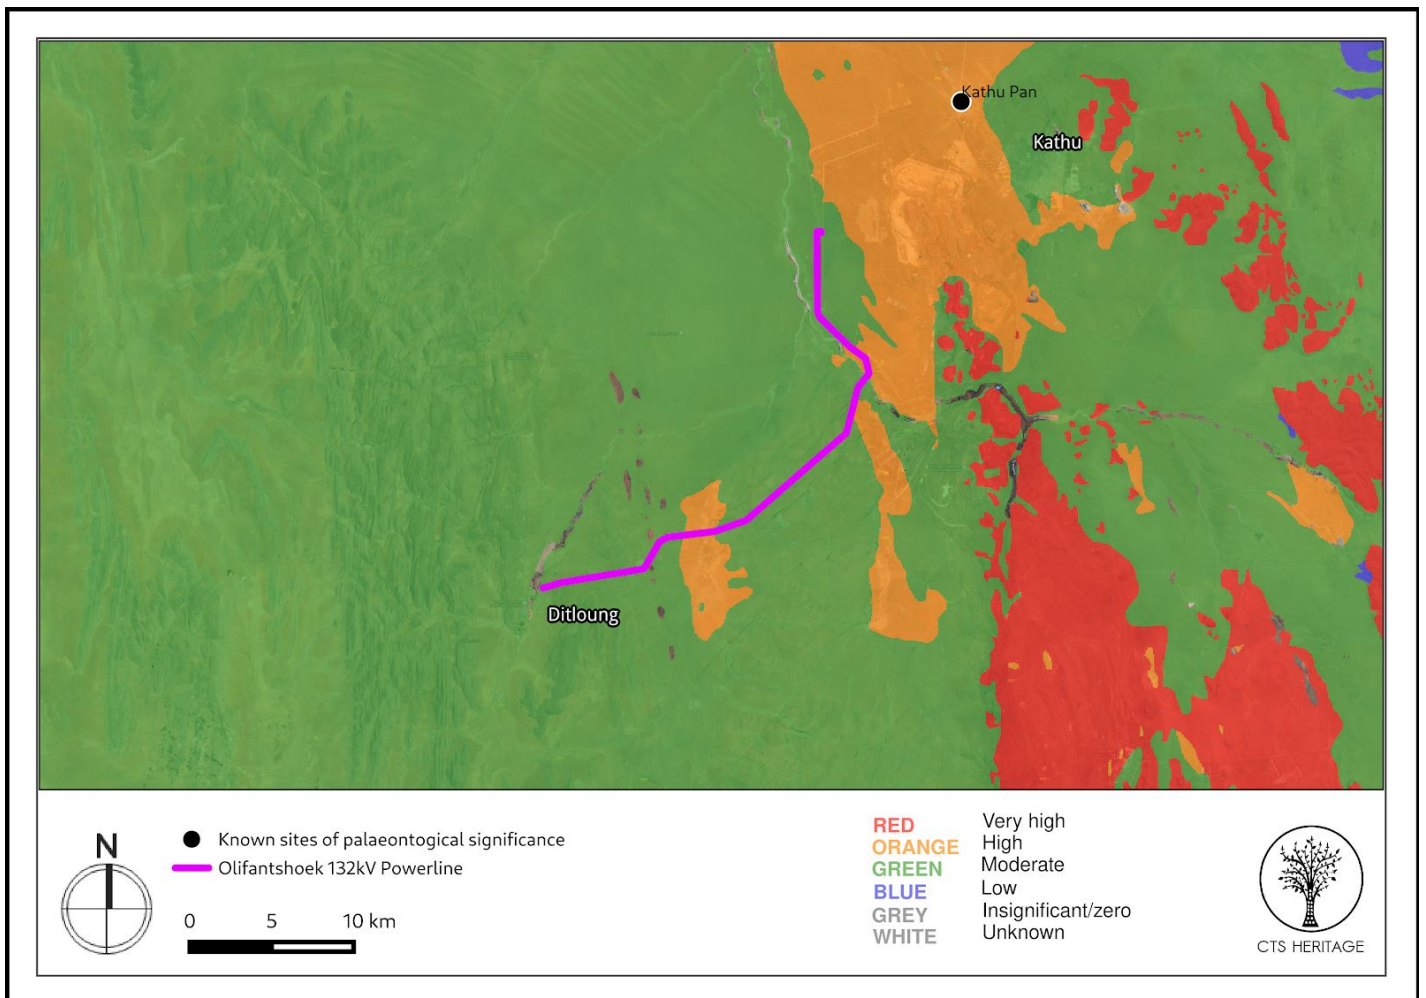 Kathu Pan
Kathu
Ditloung
N
Known sites of palaeontogical significance
Olifantshoek 132kV Powerline
0 5 10 km
RED Very high
ORANGE High
GREEN Moderate
BLUE Low
GREY Insignificant/zero
WHITE Unknown
CTS HERITAGE